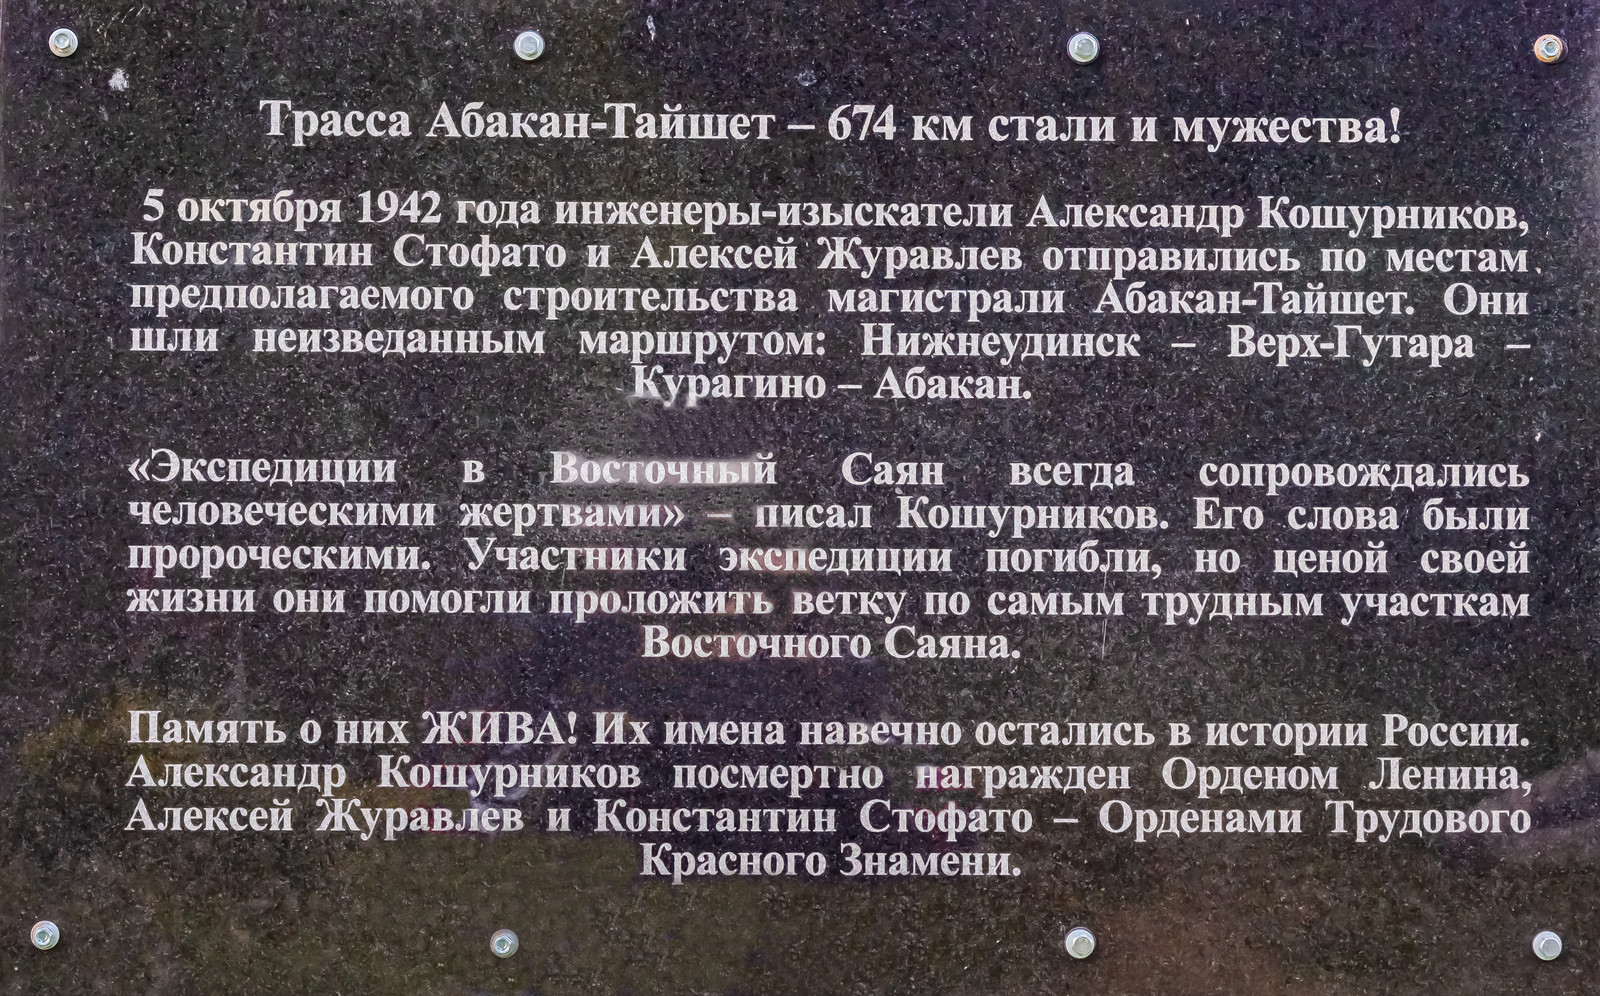 Трасса Абакан-Тайшет – 674 км стали и мужества!
5 октября 1942 года инженеры-изыскатели Александр Кошурников,
Константин Стофато и Алексей Журавлев отправились по местам
предполагаемого строительства магистрали Абакан-Тайшет. Они
шли неизведанным маршрутом: Нижнеудинск – Верх-Гутара –
Курагино – Абакан.
«Экспедиции в Восточный Саян всегда сопровождались
человеческими жертвами» – писал Кошурников. Его слова были
пророческими. Участники экспедиции погибли, но ценой своей
жизни они помогли проложить ветку по самым трудным участкам
Восточного Саяна.
Память о них ЖИВА! Их имена навечно остались в истории России.
Александр Кошурников посмертно награжден Орденом Ленина,
Алексей Журавлев и Константин Стофато – Орденами Трудового
Красного Знамени.